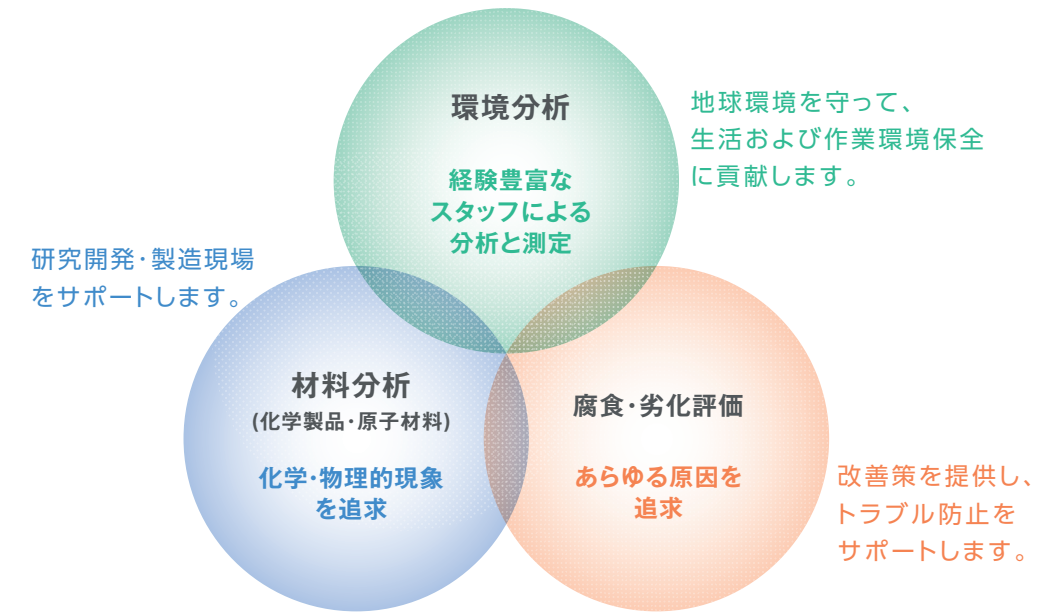 環境分析
経験豊富な
スタッフによる
分析と測定
地球環境を守って、
生活および作業環境保全
に貢献します。
研究開発・製造現場
をサポートします。
材料分析
(化学製品・原子材料)
化学・物理的現象
を追求
腐食・劣化評価
あらゆる原因を
追求
改善策を提供し、
トラブル防止を
サポートします。